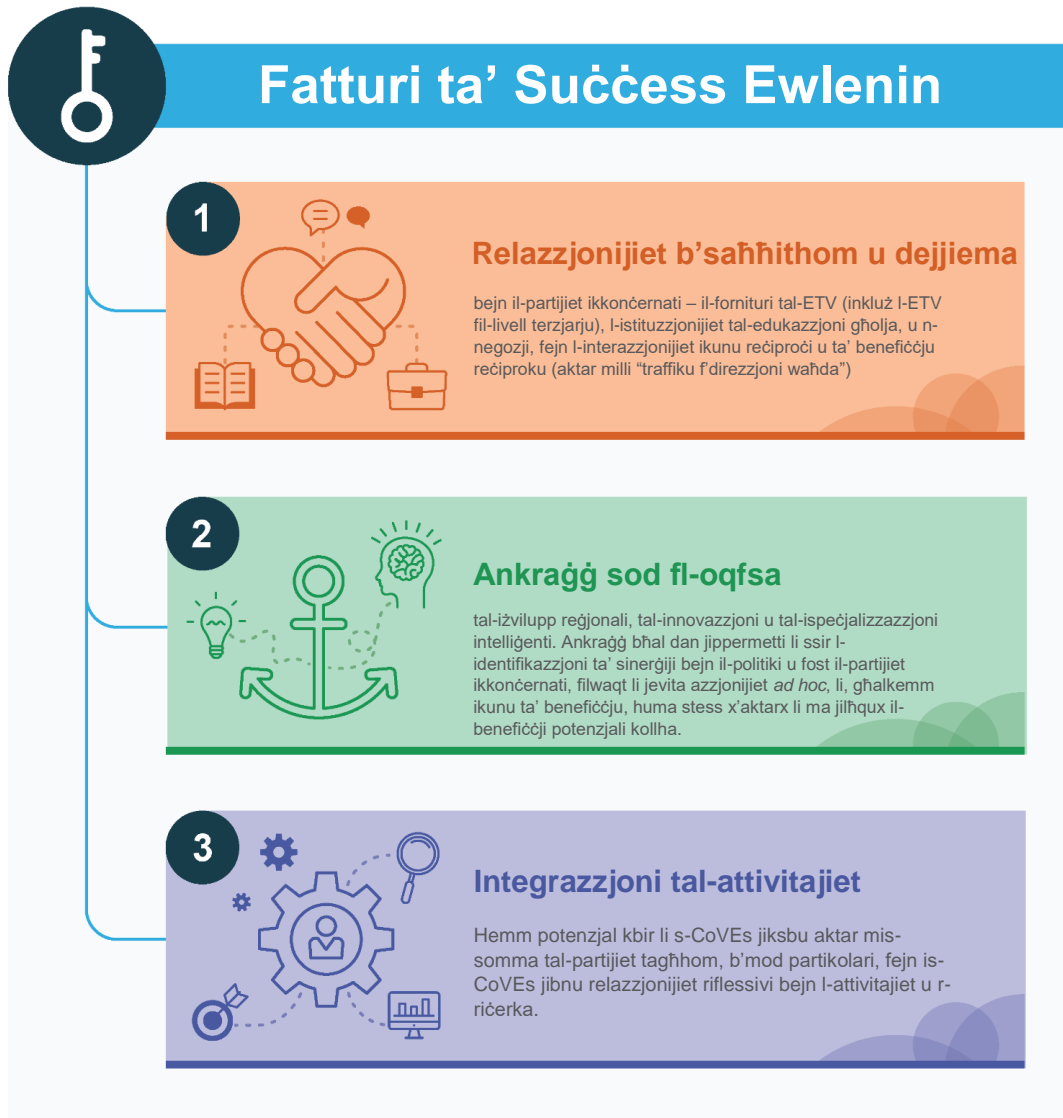 Fatturi ta’ Suċċess Ewlenin
1
Relazzjonijiet b’saħħithom u dejjiema
bejn il-partijiet ikkonċernati – il-fornituri tal-ETV (inkluż l-ETV
fil-livell terzjarju), l-istituzzjonijiet tal-edukazzjoni għolja, u n-
negozji, fejn l-interazzjonijiet ikunu reċiproċi u ta’ benefiċċju
reċiproku (aktar milli “traffiku f’direzzjoni waħda”)
2
Ankraġġ sod fl-oqfsa
tal-iżvilupp reġjonali, tal-innovazzjoni u tal-ispeċjalizzazzjoni
intelliġenti. Ankraġġ bħal dan jippermetti li ssir l-
identifikazzjoni ta’ sinerġiji bejn il-politiki u fost il-partijiet
ikkonċernati, filwaqt li jevita azzjonijiet ad hoc, li, għalkemm
ikunu ta’ benefiċċju, huma stess x’aktarx li ma jilħqux il-
benefiċċji potenzjali kollha.
3
Integrazzjoni tal-attivitajiet
Hemm potenzjal kbir li s-CoVEs jiksbu aktar mis-
somma tal-partijiet tagħhom, b’mod partikolari, fejn is-
CoVEs jibnu relazzjonijiet riflessivi bejn l-attivitajiet u r-
riċerka.